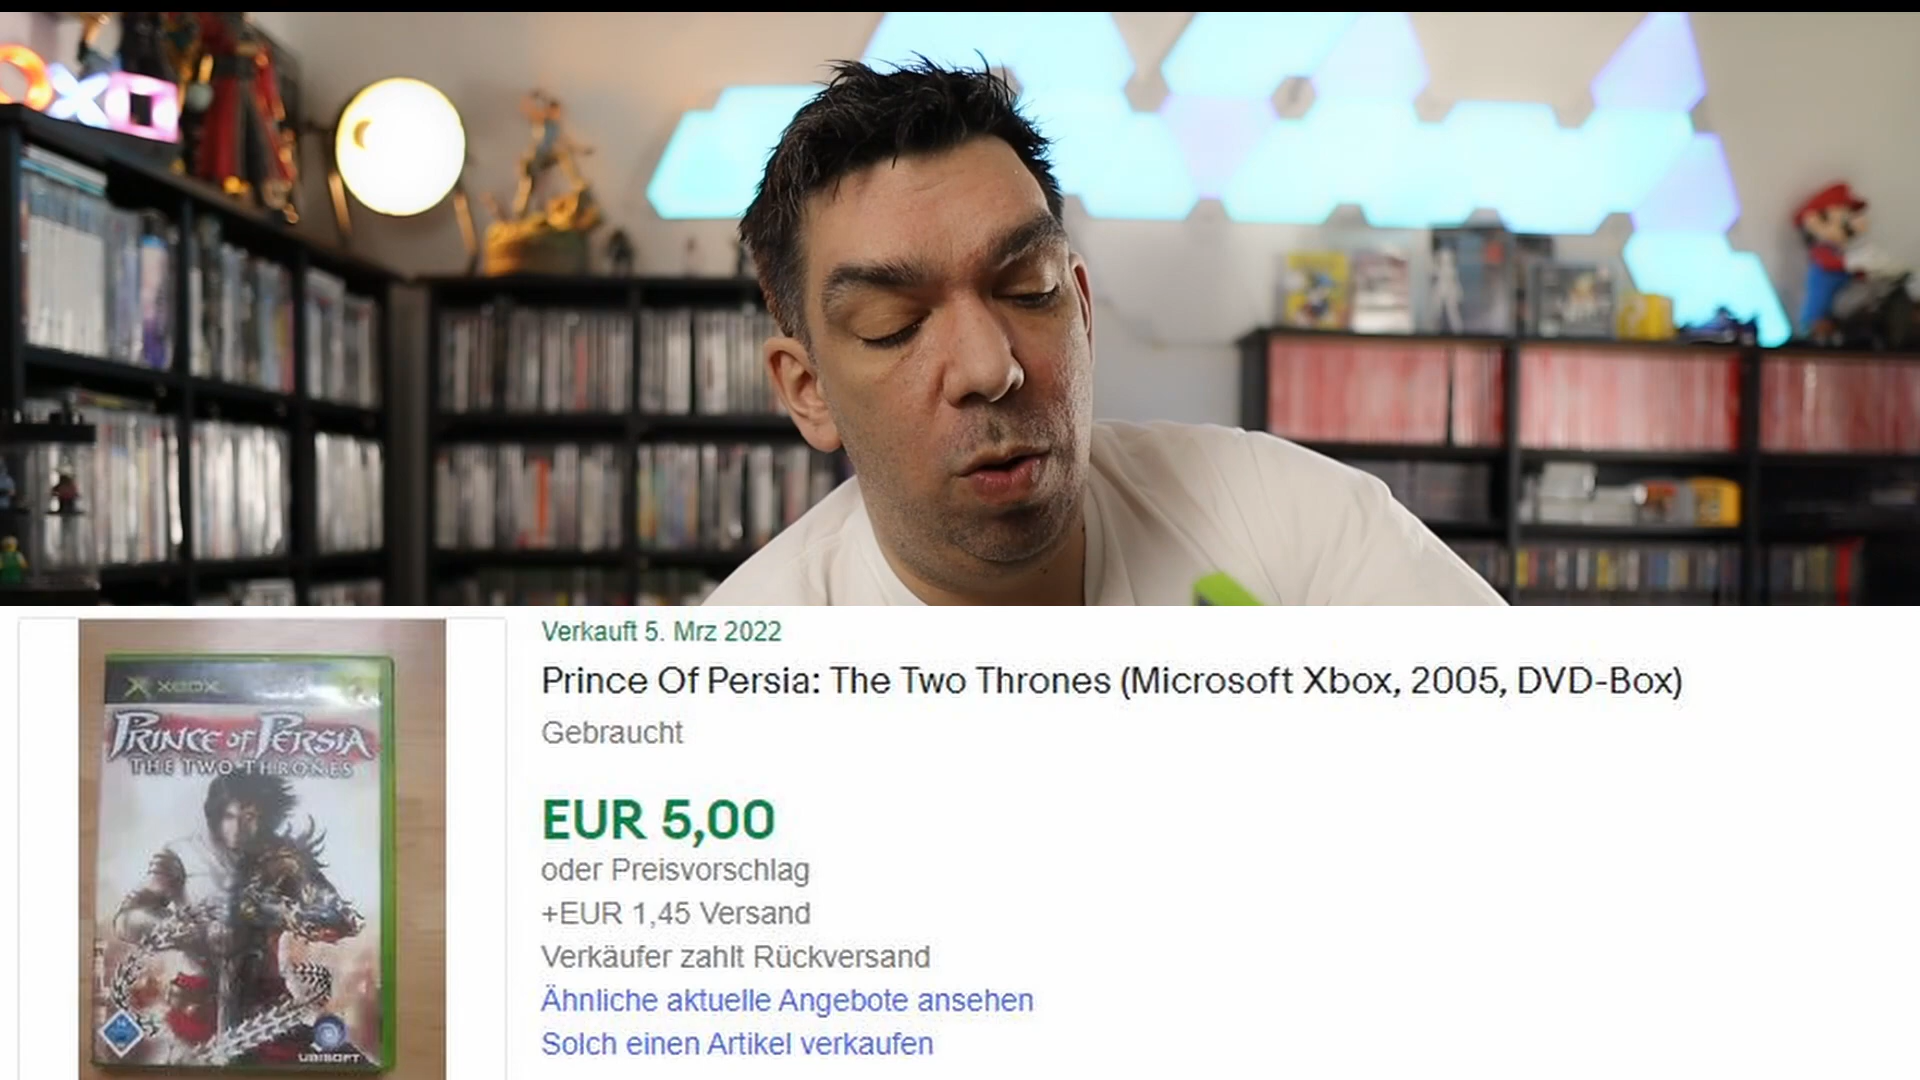 Verkauft 5. Mrz 2022
Prince Of Persia: The Two Thrones (Microsoft Xbox, 2005, DVD-Box)
Gebraucht
EUR 5,00
oder Preisvorschlag
+EUR 1,45 Versand
Verkäufer zahlt Rückversand
Ähnliche aktuelle Angebote ansehen
Solch einen Artikel verkaufen
XBOX
PRINCE OF PERSIA
THE TWO THRONES
UBISOFT